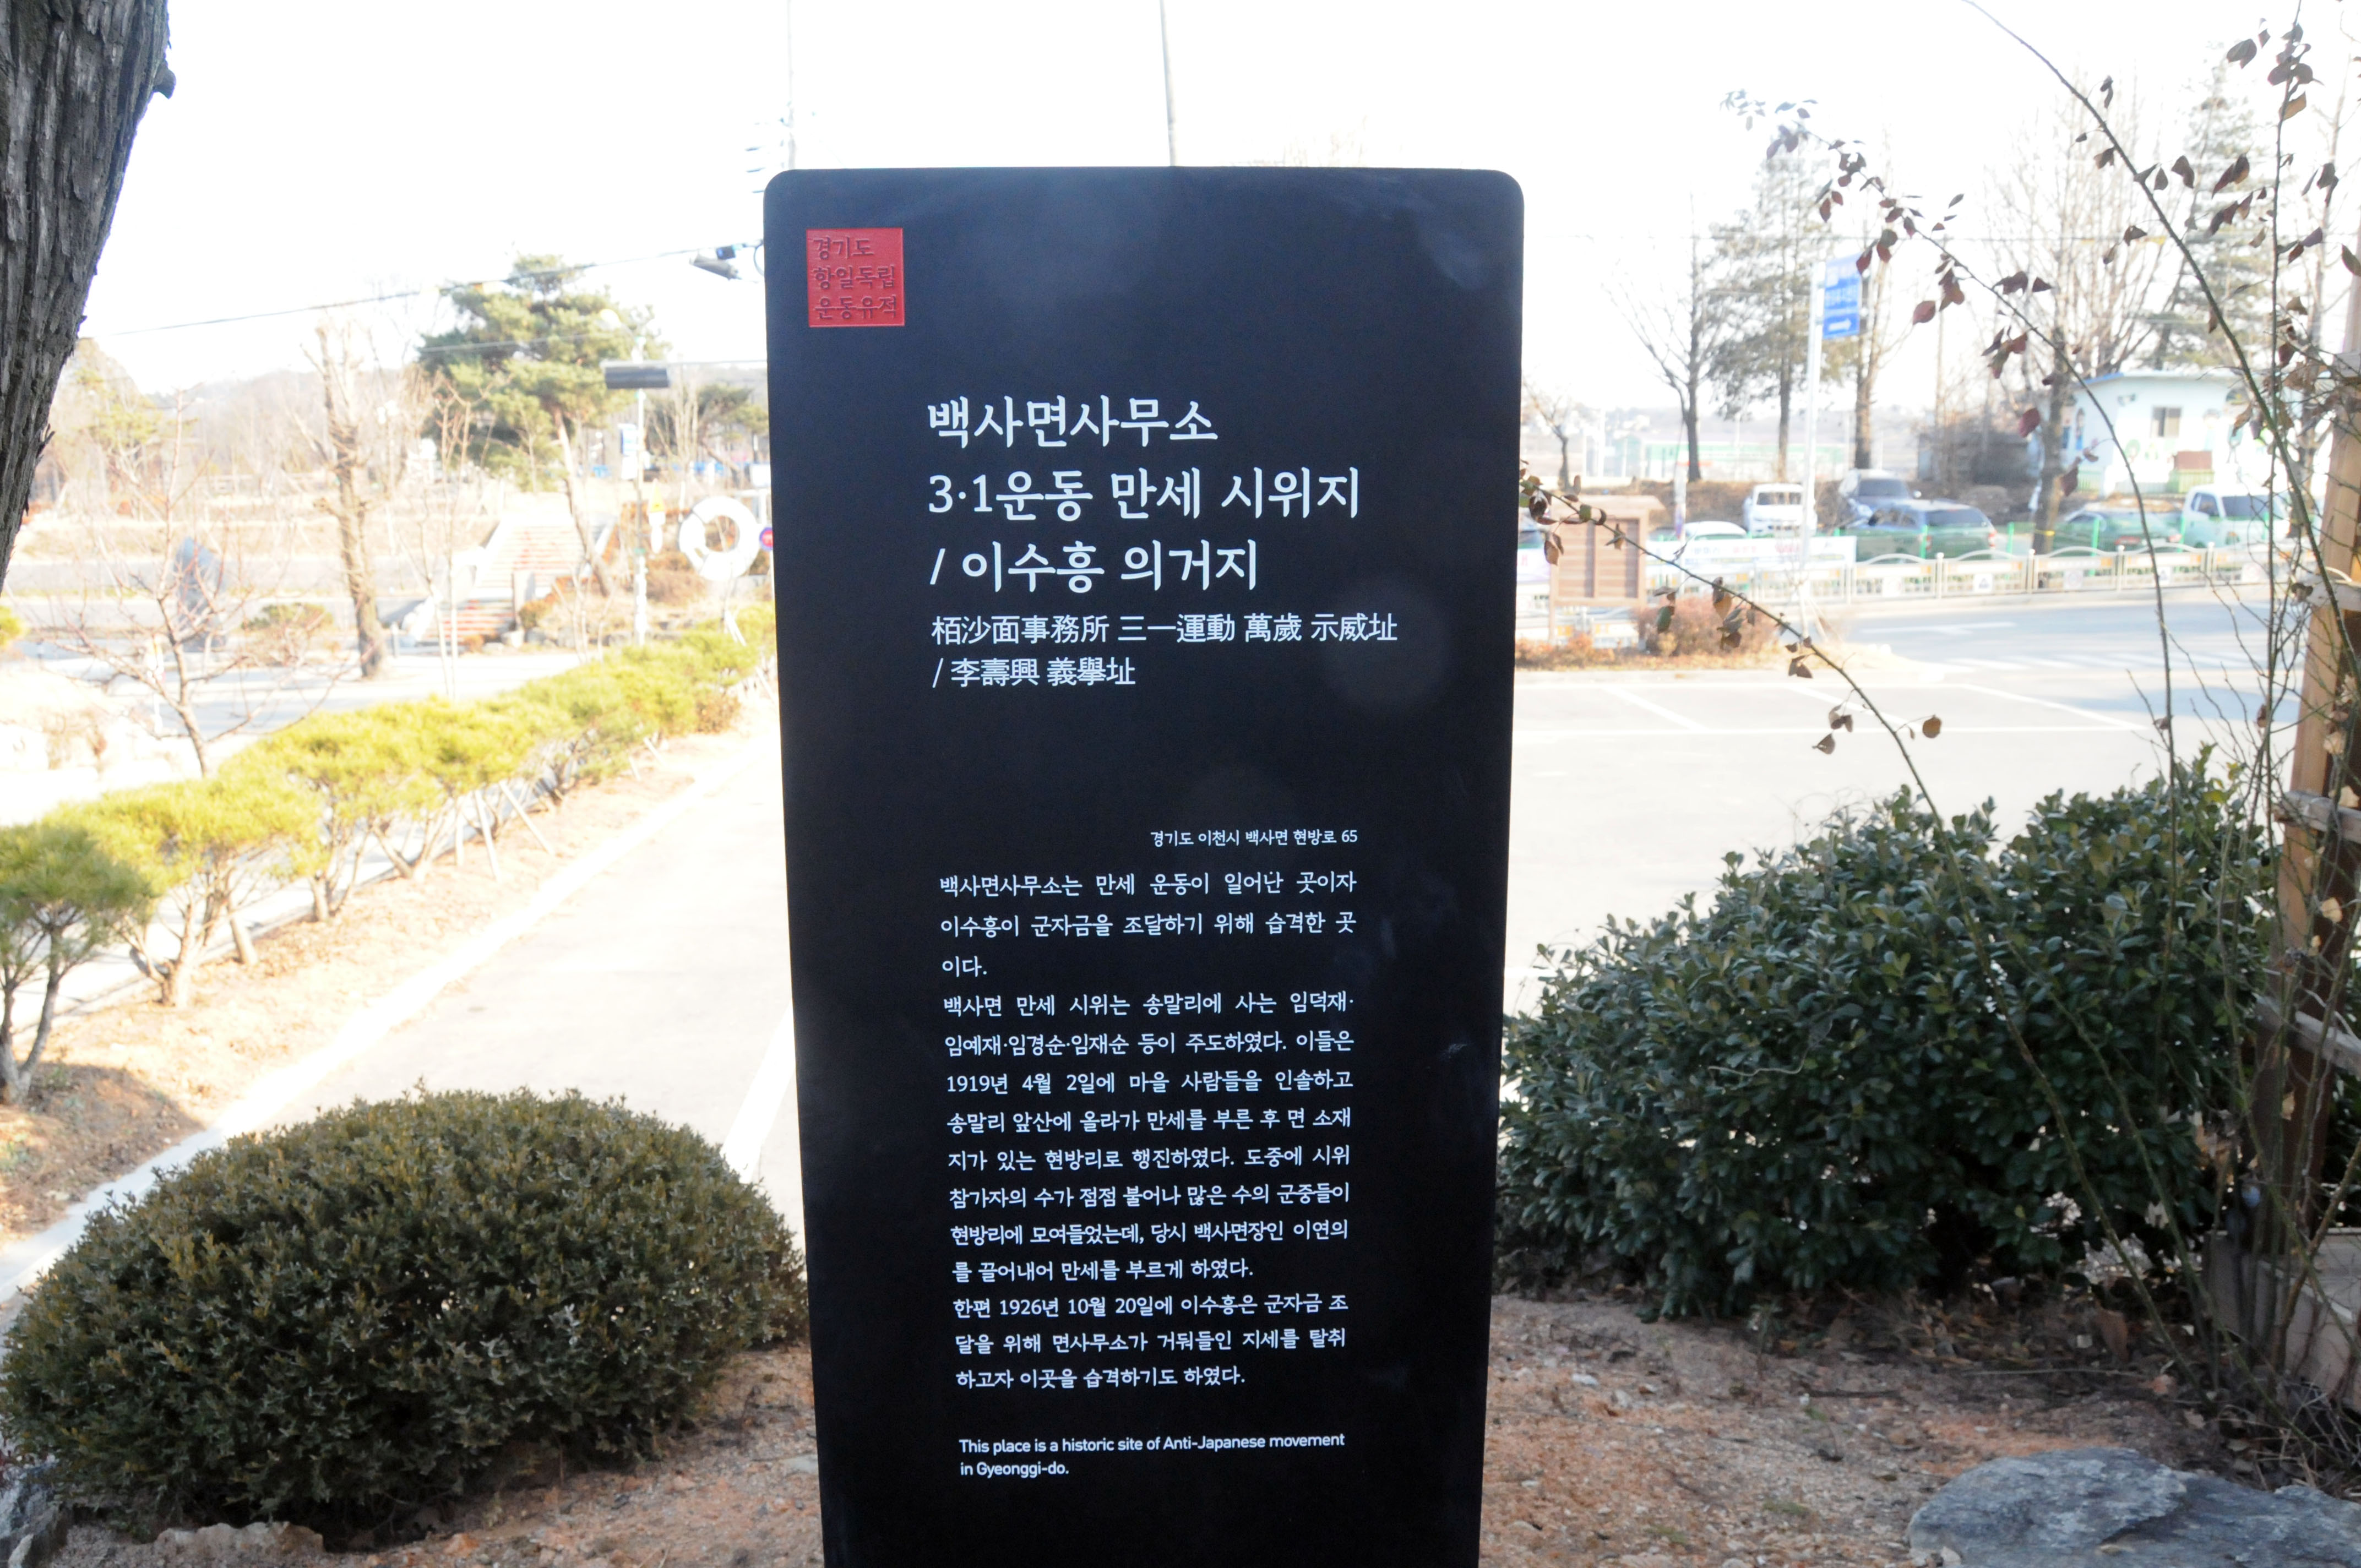 경기도
항일독립
운동유적
백사면사무소
3·1운동 만세 시위지
/ 이수흥 의거지
栢沙面事務所 三一運動 萬歲 示威址
/ 李壽興 義擧址
경기도 이천시 백사면 현방로 65
백사면사무소는 만세 운동이 일어난 곳이자
이수흥이 군자금을 조달하기 위해 습격한 곳
이다.
백사면 만세 시위는 송말리에 사는 임덕재·
임예재·임경순·임재순 등이 주도하였다. 이들은
1919년 4월 2일에 마을 사람들을 인솔하고
송말리 앞산에 올라가 만세를 부른 후 면 소재
지가 있는 현방리로 행진하였다. 도중에 시위
참가자의 수가 점점 불어나 많은 수의 군중들이
현방리에 모여들었는데, 당시 백사면장인 이연의
를 끌어내어 만세를 부르게 하였다.
한편 1926년 10월 20일에 이수흥은 군자금 조
달을 위해 면사무소가 거둬들인 지세를 탈취
하고자 이곳을 습격하기도 하였다.
This place is a historic site of Anti-Japanese movement
in Gyeonggi-do.